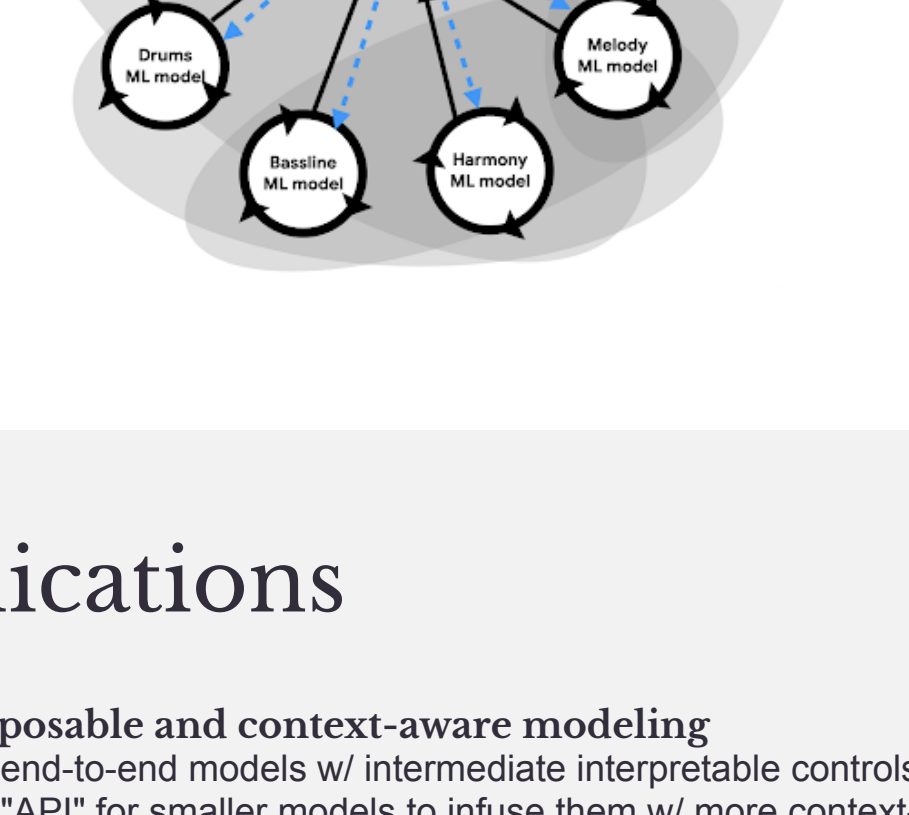 Drums
ML model
Melody
ML model
Bassline
ML model
Harmony
ML model
lications
posable and context-aware modeling
end-to-end models w/ intermediate interpretable controls
"API" for smaller models to infuse them w/ more context-